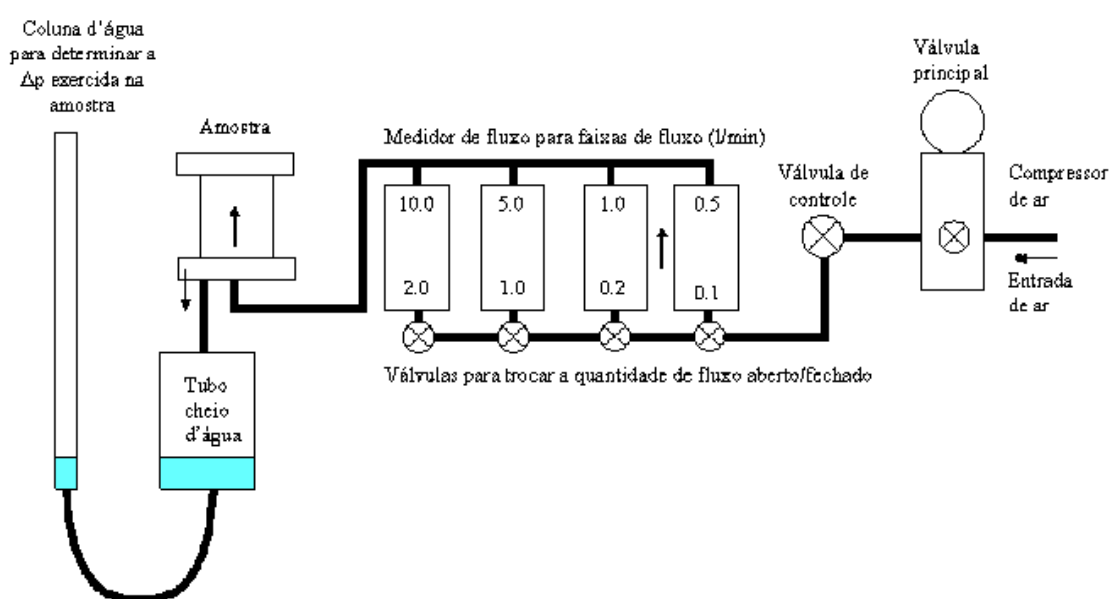 Coluna d'água
para determinar a
Δp exercida na
amostra
Amostra
Medidor de fluxo para faixas de fluxo (l/min)
10.0
5.0
1.0
0.5
2.0
1.0
0.2
0.1
Válvulas para trocar a quantidade de fluxo aberto/fechado
Válvula de
controle
Válvula
principal
Compressor
de ar
Entrada
de ar
Tubo
cheio
d'água